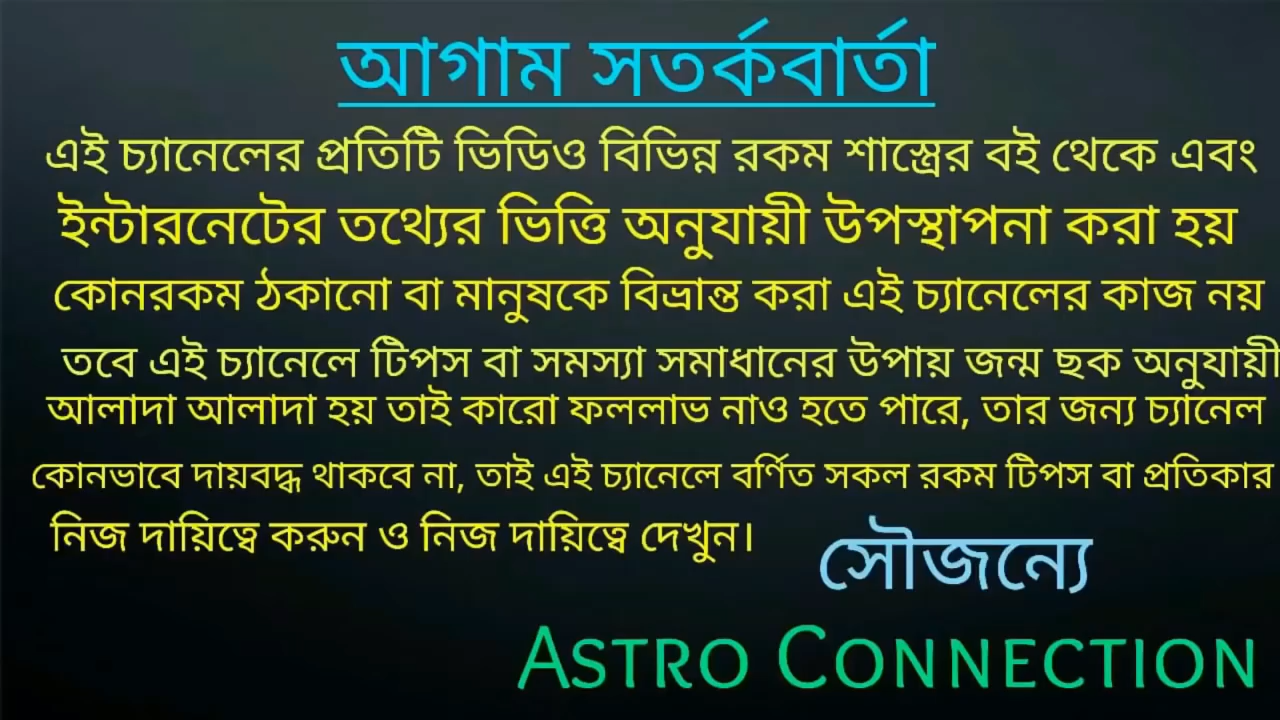 আগাম সতর্কবার্তা
এই চ্যানেলের প্রতিটি ভিডিও বিভিন্ন রকম শাস্ত্রের বই থেকে এবং
ইন্টারনেটের তথ্যের ভিত্তি অনুযায়ী উপস্থাপনা করা হয়
কোনরকম ঠকানো বা মানুষকে বিভ্রান্ত করা এই চ্যানেলের কাজ নয়
তবে এই চ্যানেলে টিপস বা সমস্যা সমাধানের উপায় জন্ম ছক অনুযায়ী
আলাদা আলাদা হয় তাই কারো ফললাভ নাও হতে পারে, তার জন্য চ্যানেল
কোনভাবে দায়বদ্ধ থাকবে না, তাই এই চ্যানেলে বর্ণিত সকল রকম টিপস বা প্রতিকার
নিজ দায়িত্বে করুন ও নিজ দায়িত্বে দেখুন।
সৌজন্যে
ASTRO CONNECTION